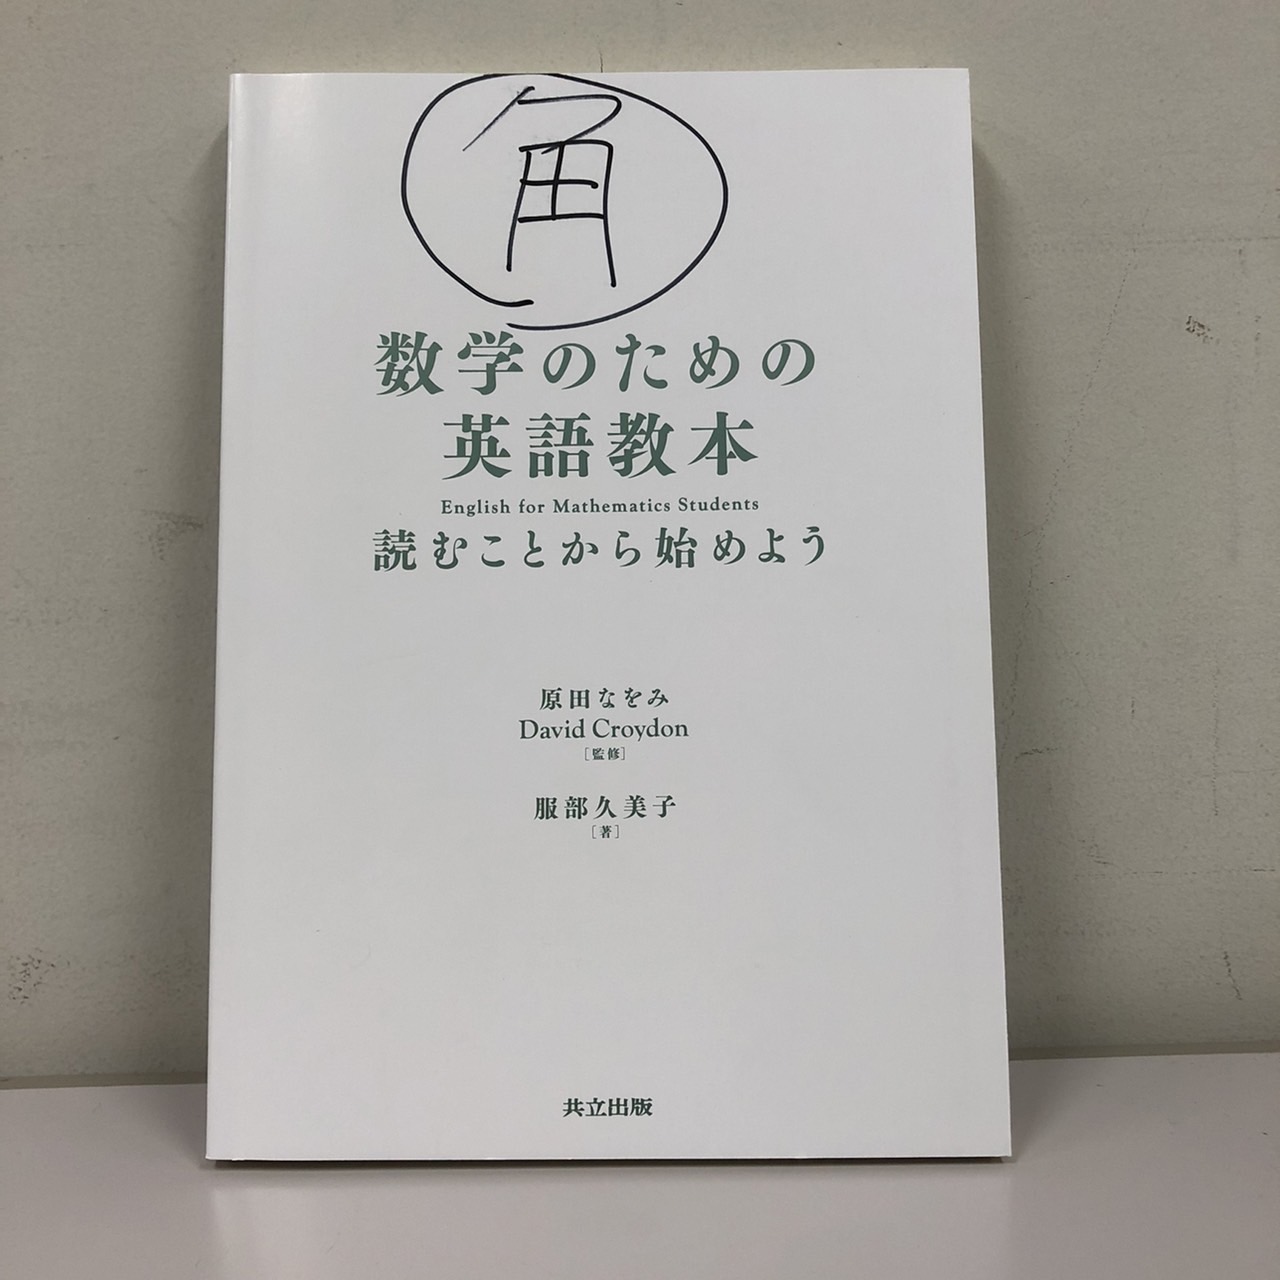 角
数学のための
英語教本
English for Mathematics Students
読むことから始めよう
原田なをみ
David Croydon
[監修]
服部久美子
[著]
共立出版